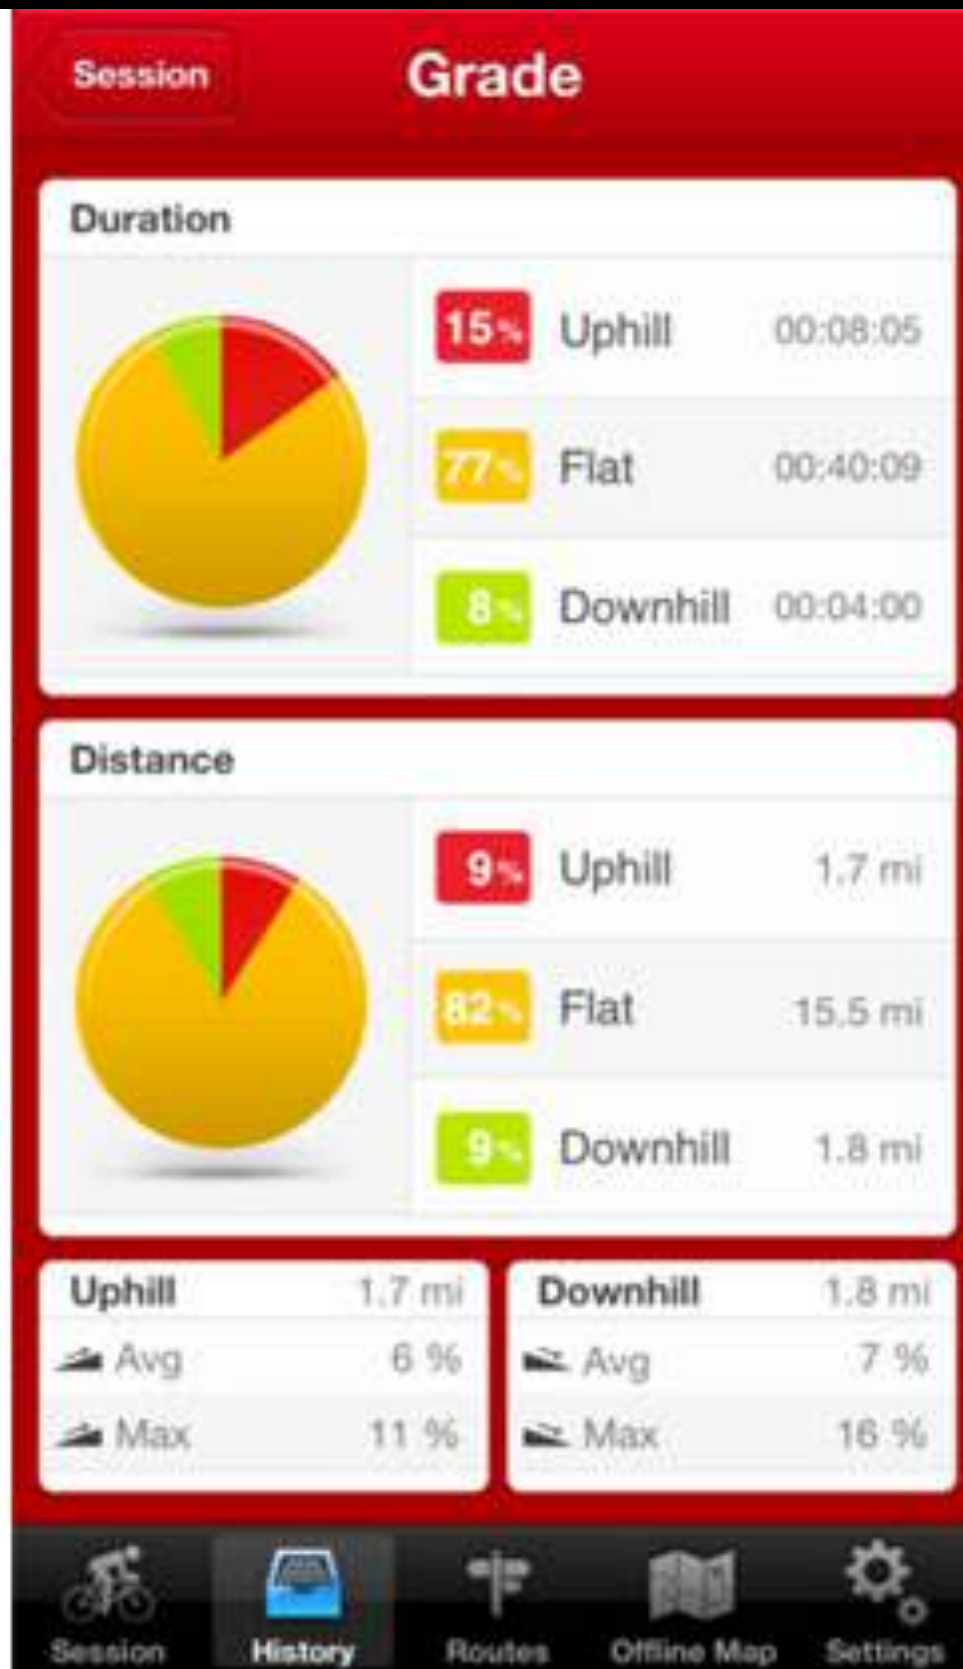 Session Grade
Duration
15% Uphill 00:08:05
77% Flat 00:40:09
8% Downhill 00:04:00
Distance
9% Uphill 1.7 mi
82% Flat 15.5 mi
9% Downhill 1.8 mi
Uphill 1.7 mi Downhill 1.8 mi
Avg 6 % Avg 7 %
Max 11 % Max 16 %
Session History Routes Offline Map Settings